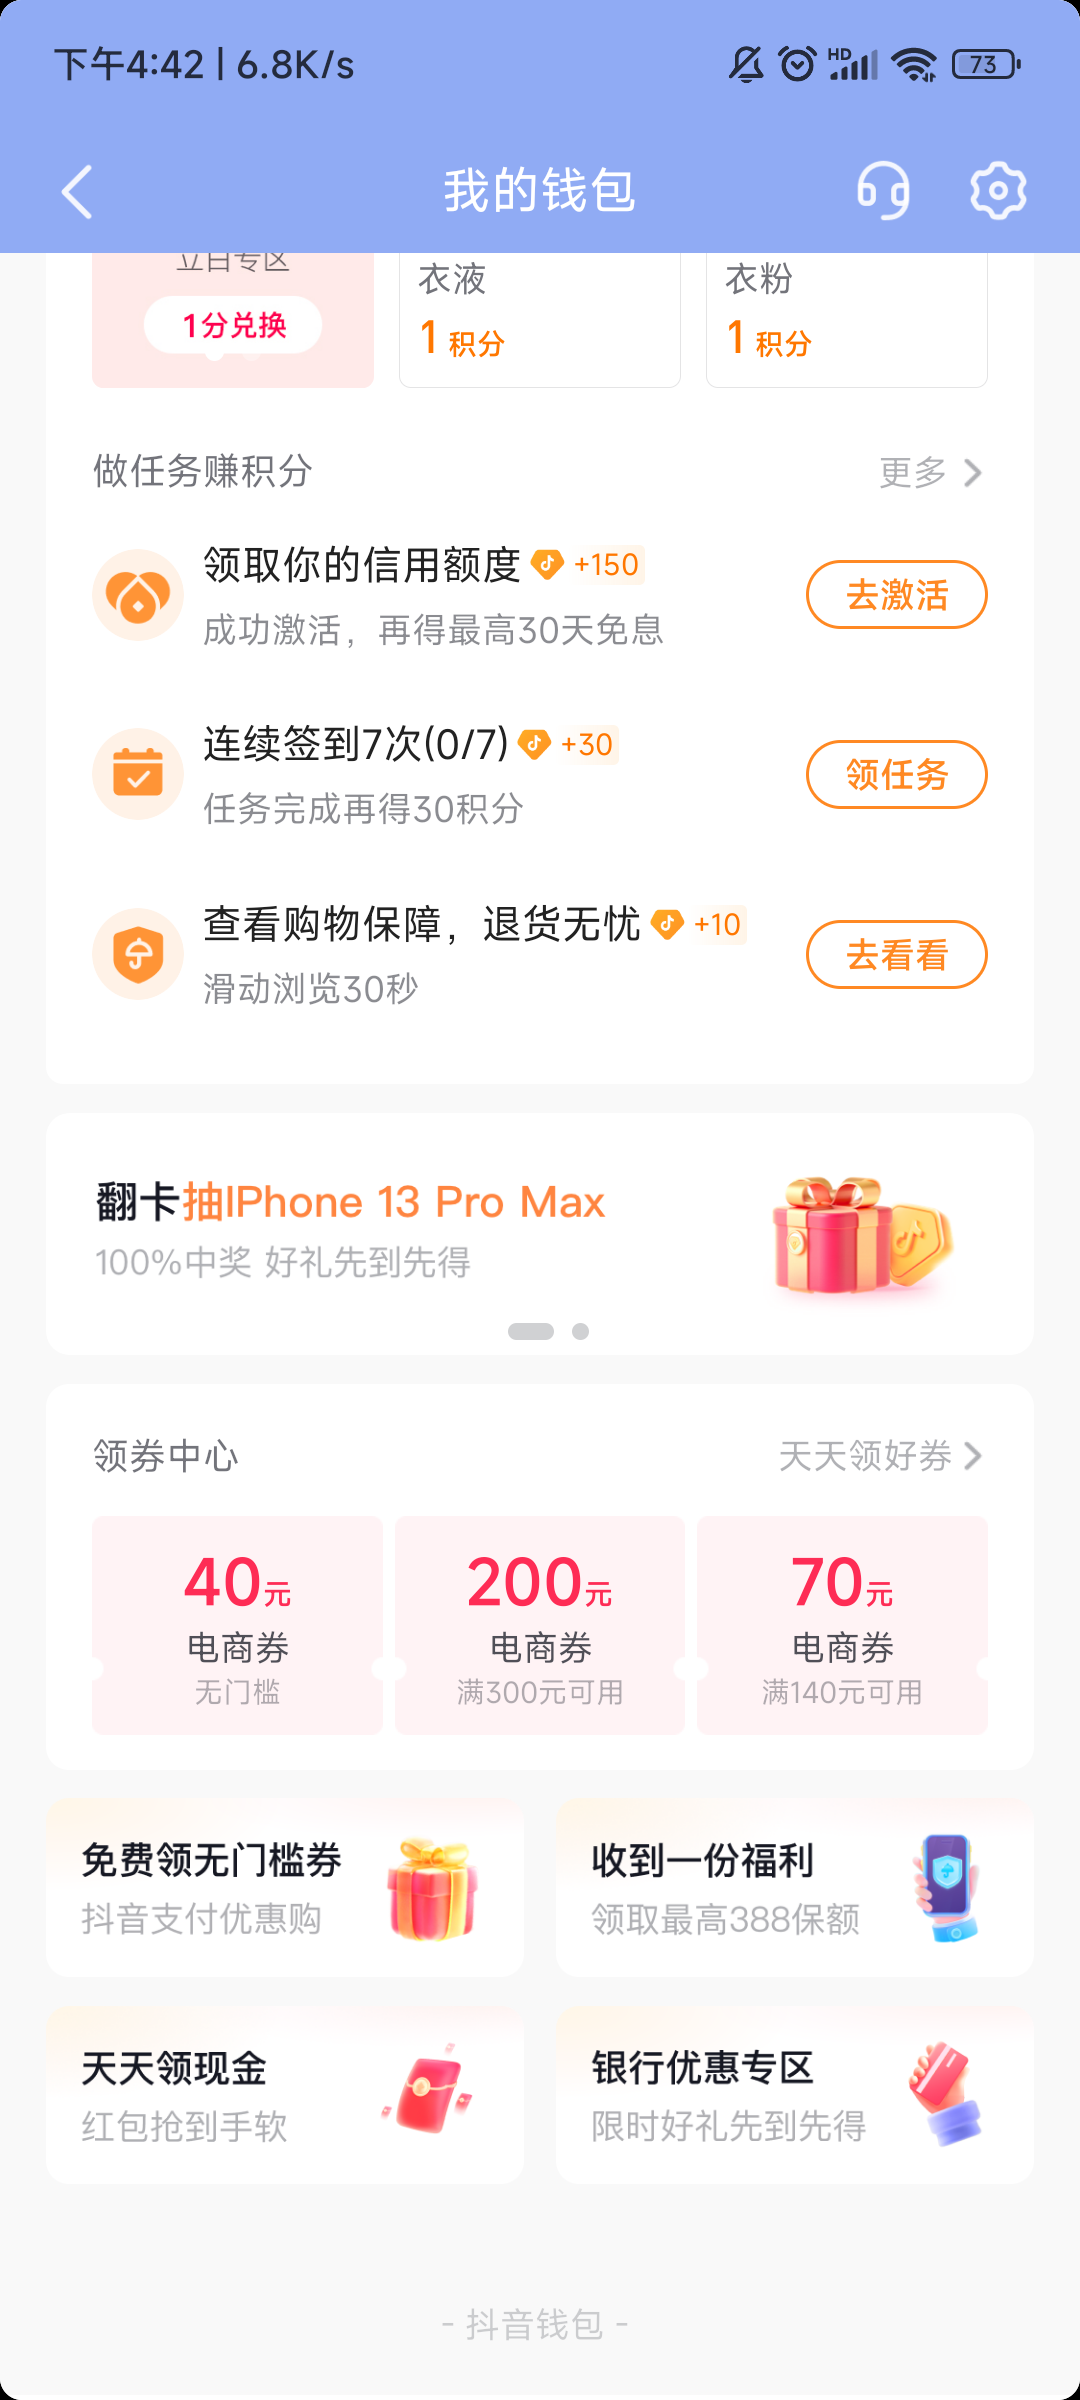 下午4:42 | 6.8K/s
HD
73
我的钱包
立白专区
1分兑换
衣液
1 积分
衣粉
1 积分
做任务赚积分
更多
领取你的信用额度 +150
成功激活，再得最高30天免息
去激活
连续签到7次(0/7) +30
任务完成再得30积分
领任务
查看购物保障，退货无忧 +10
滑动浏览30秒
去看看
翻卡抽IPhone 13 Pro Max
100%中奖 好礼先到先得
领券中心
天天领好券
40元
电商券
无门槛
200元
电商券
满300元可用
70元
电商券
满140元可用
免费领无门槛券
抖音支付优惠购
收到一份福利
领取最高388保额
天天领现金
红包抢到手软
银行优惠专区
限时好礼先到先得
- 抖音钱包 -